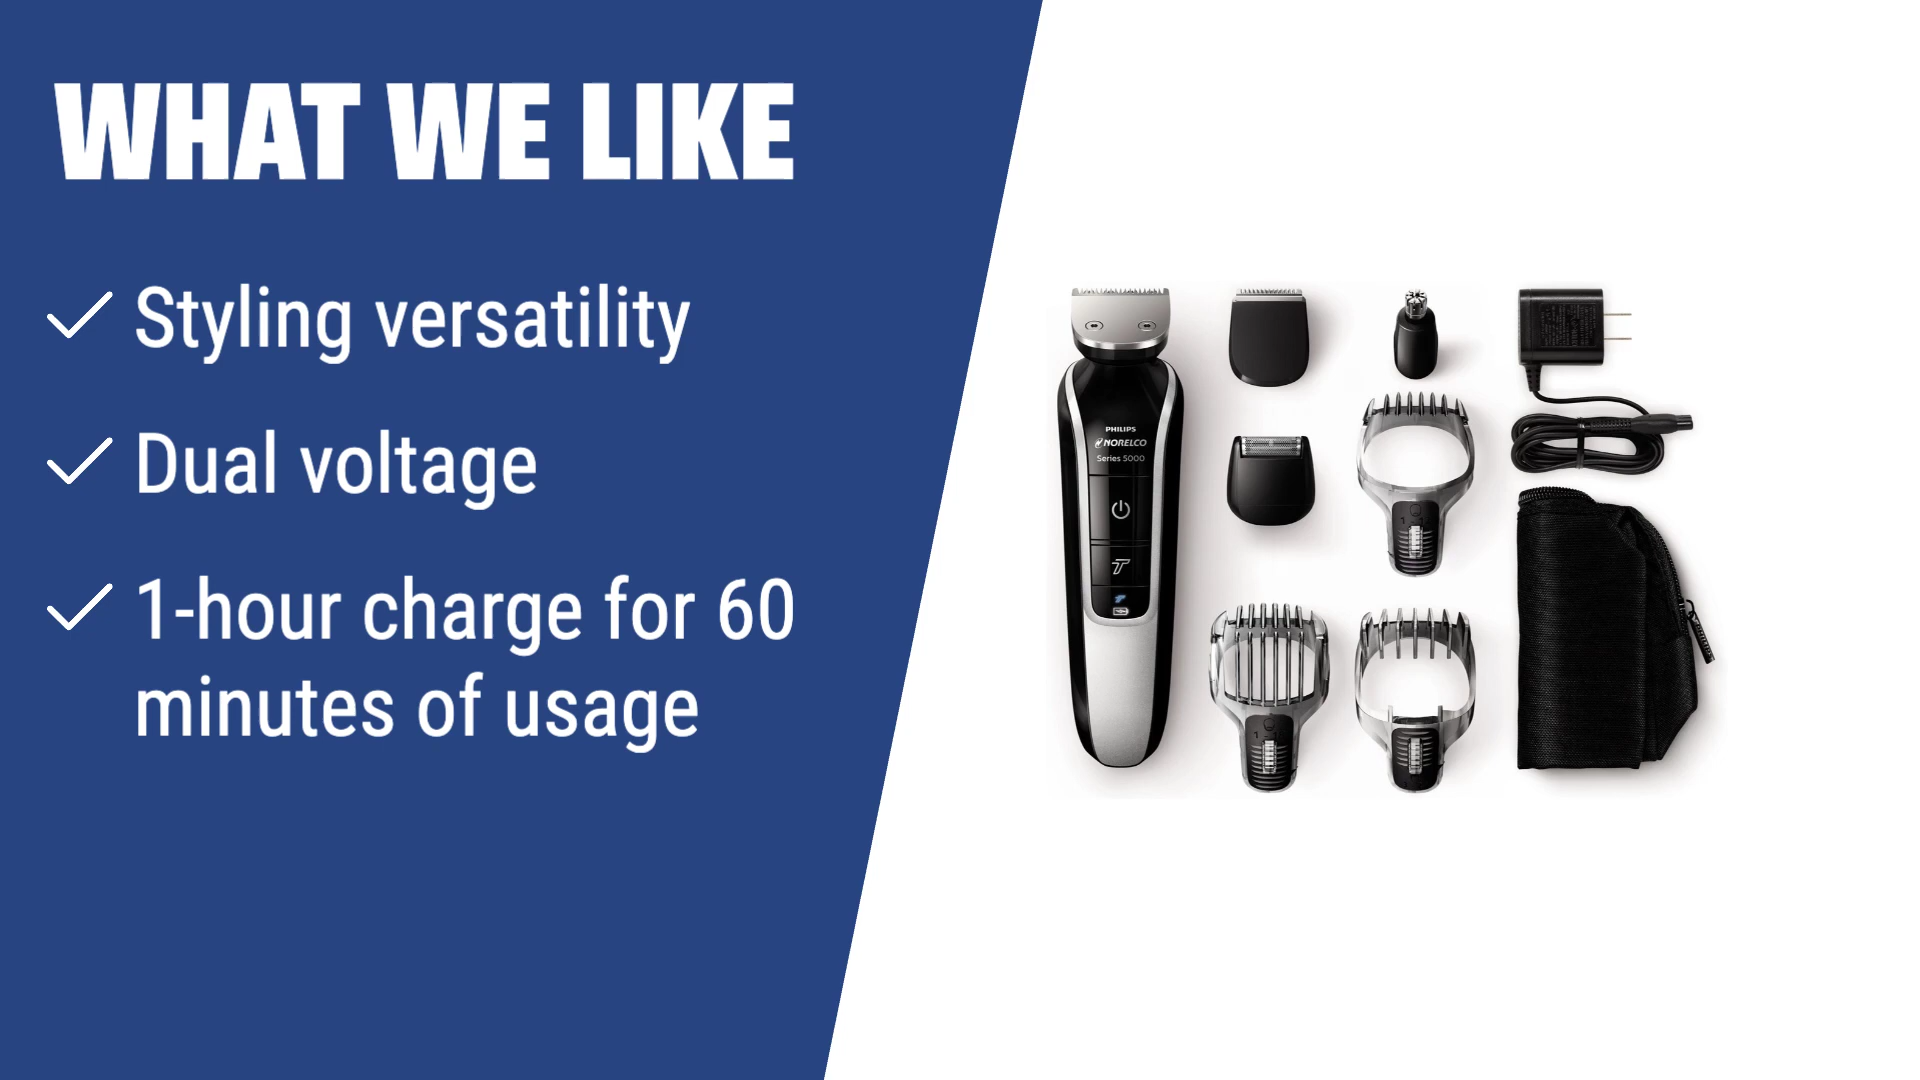 WHAT WE LIKE
Styling versatility
Dual voltage
1-hour charge for 60
minutes of usage
PHILIPS
NORELCO
Series 5000